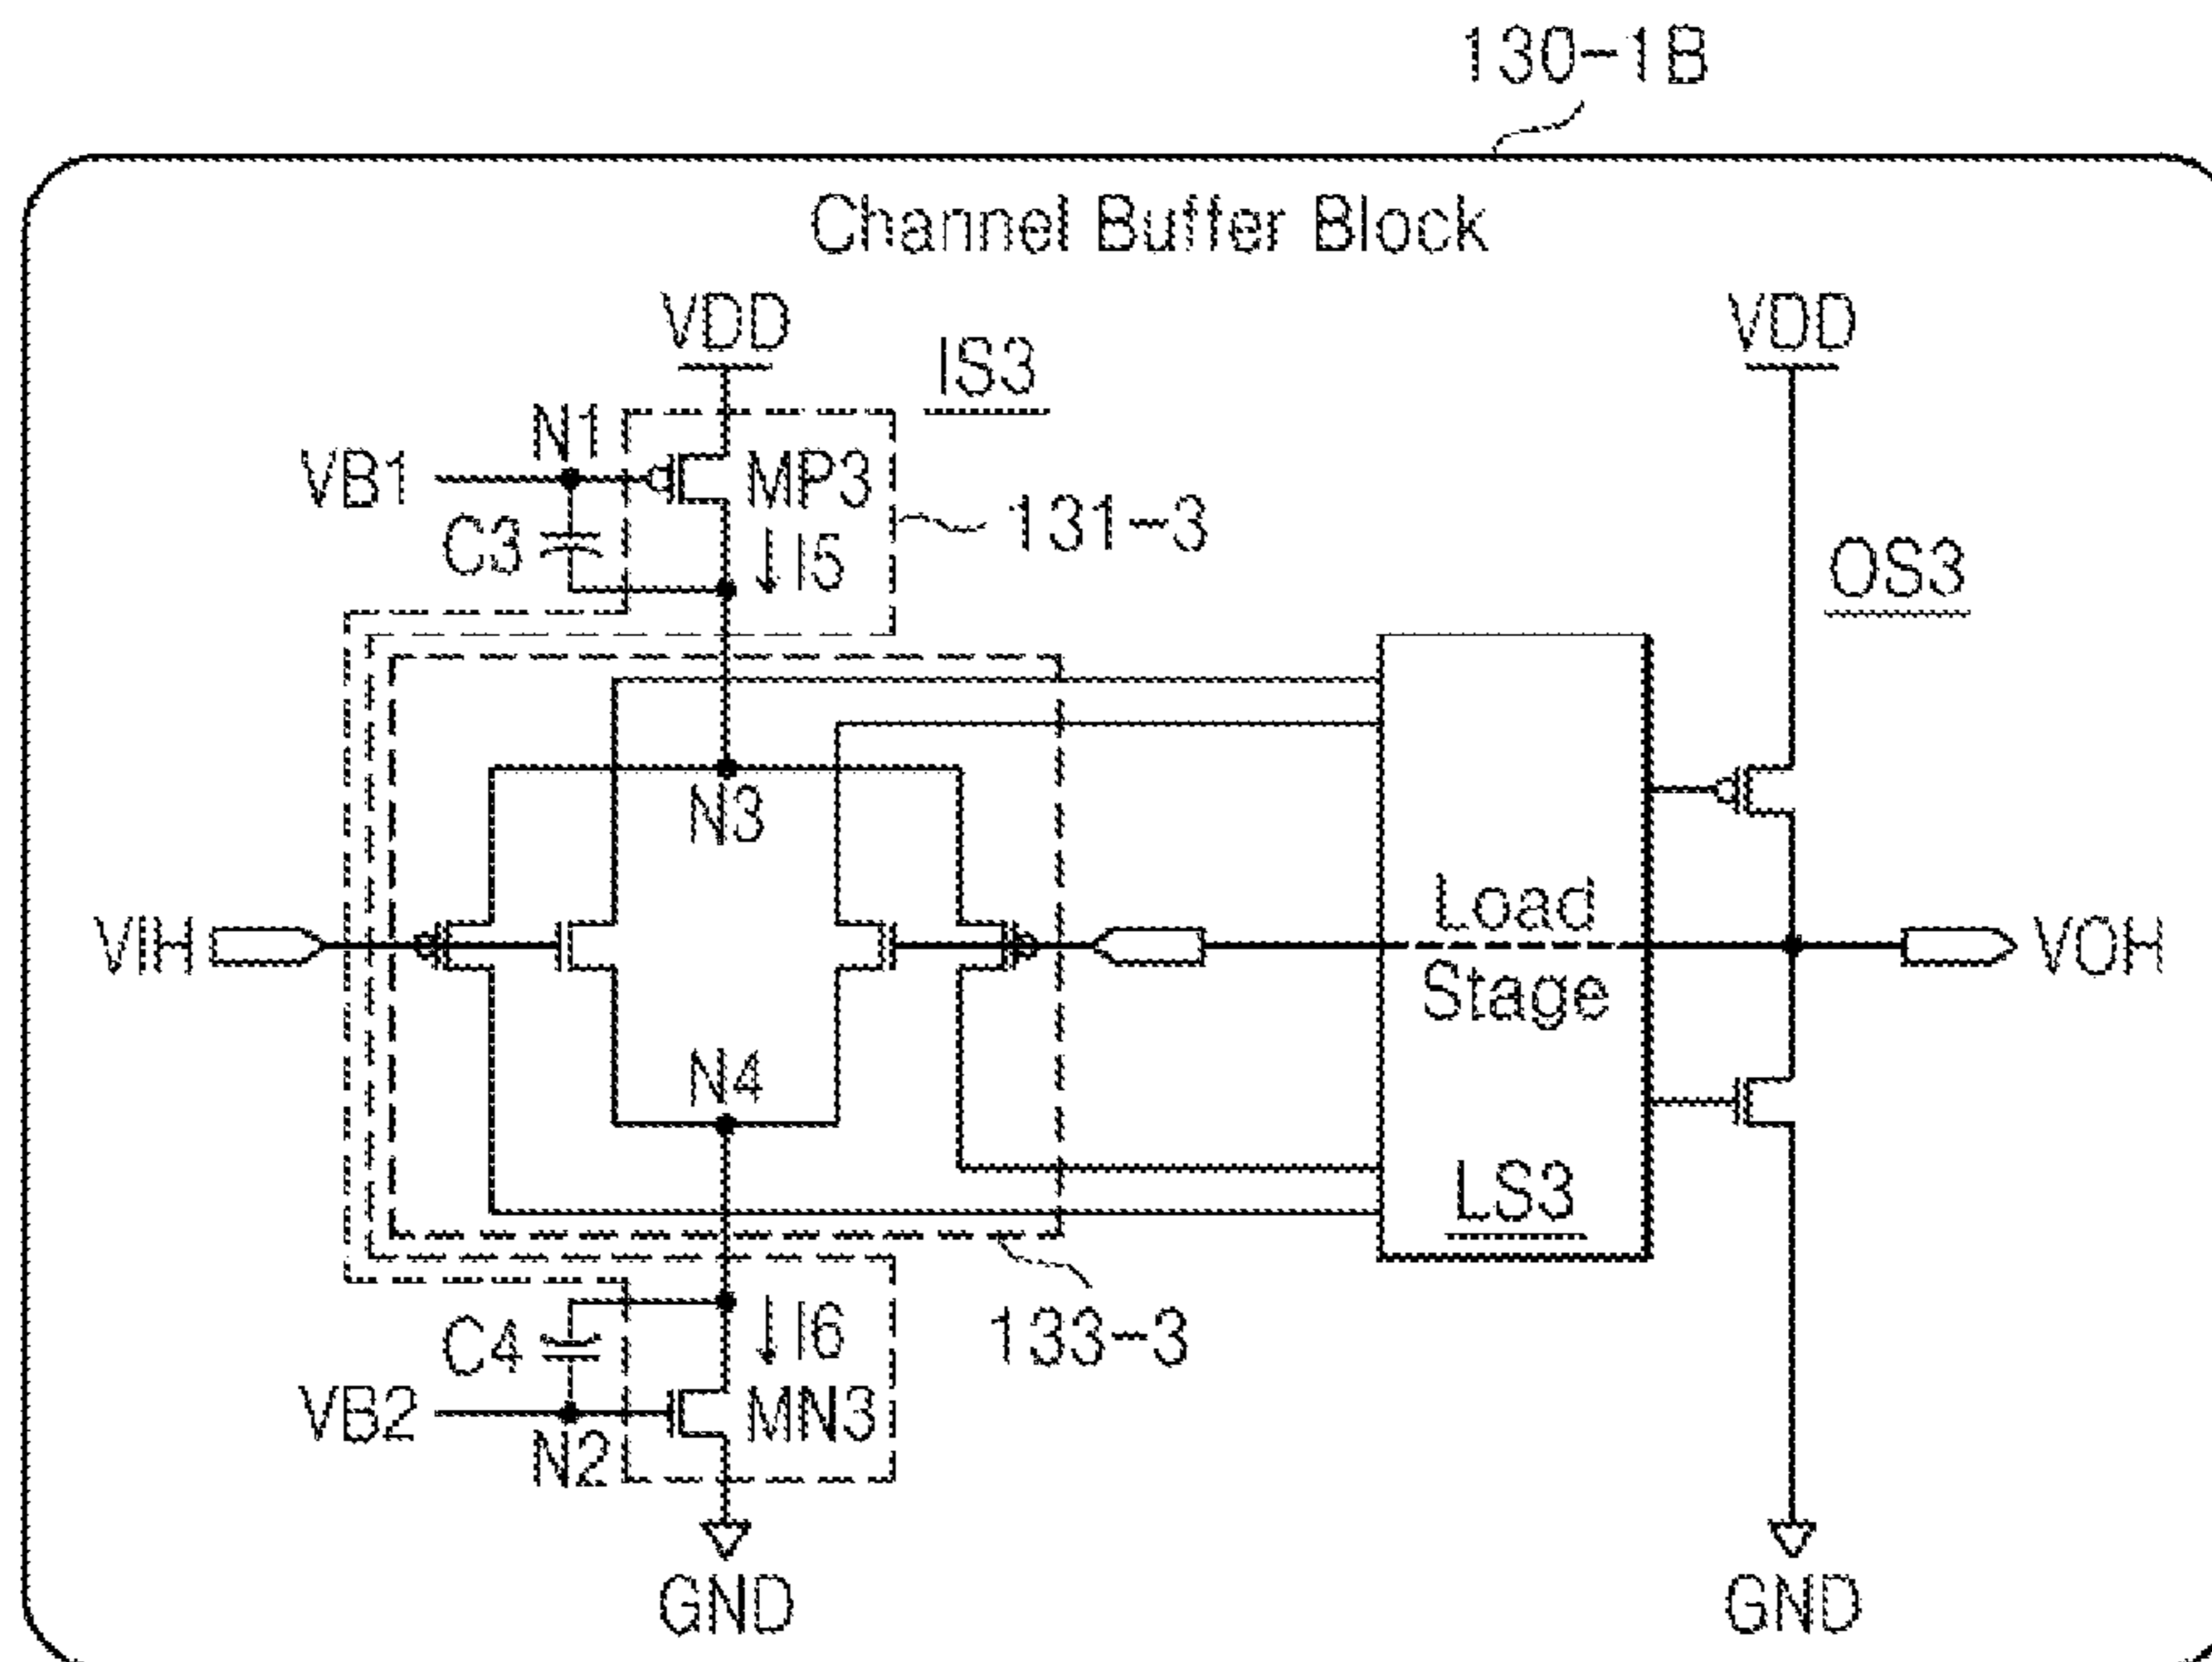 130-1B
Channel Buffer Block
VDD
IS3
VDD
N1
VB1
MP3
131-3
C3
I5
OS3
N3
VIH
Load
Stage
VOH
N4
LS3
C4
I6
133-3
VB2
MN3
N2
GND
GND